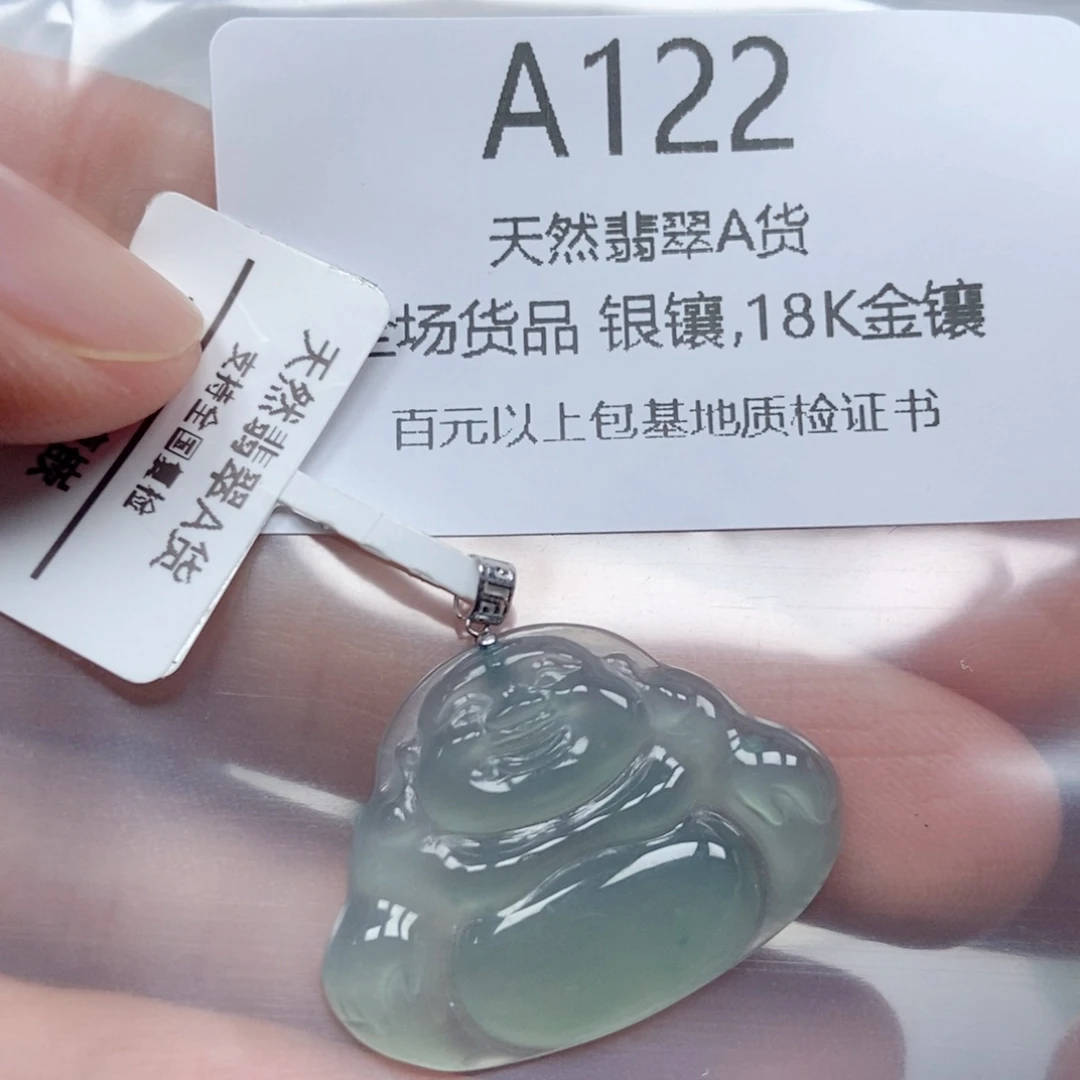 A122
天然翡翠A货
全场货品 银镶,18K金镶
百元以上包基地质检证书
天然翡翠A货
支持全国复检